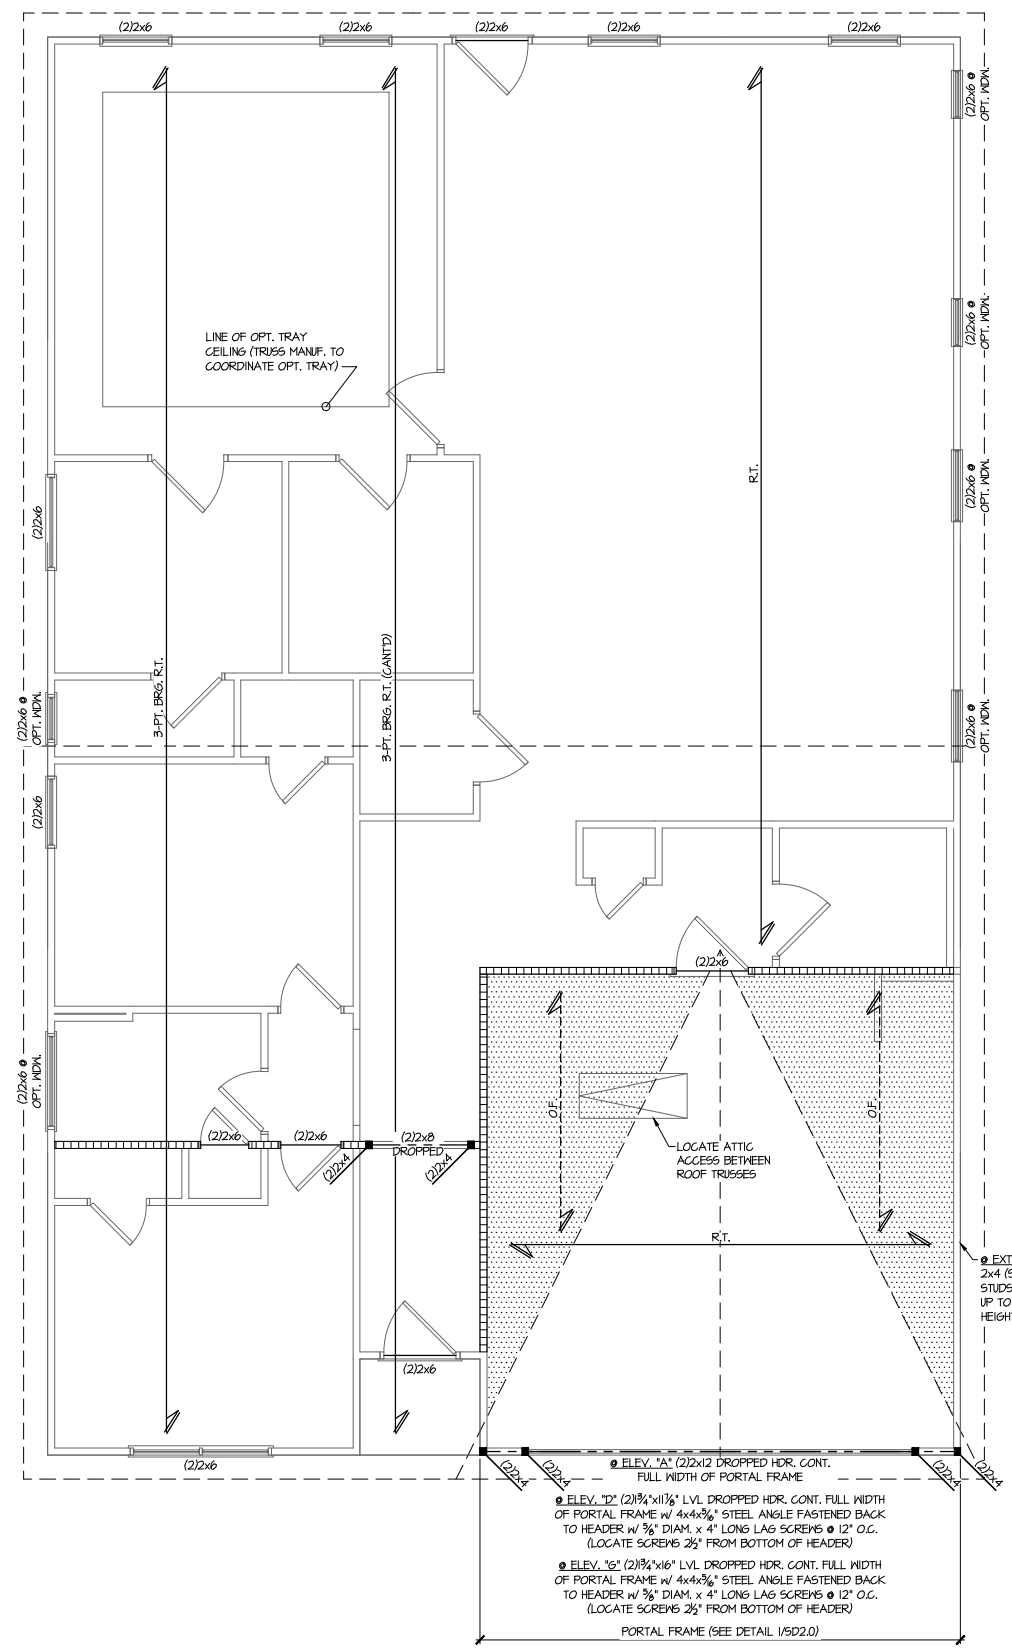 (2)2x6
(2)2x6
(2)2x6
(2)2x6
(2)2x6
(2)2x6 @
OPT. WDW.
LINE OF OPT. TRAY
CEILING (TRUSS MANUF. TO
COORDINATE OPT. TRAY)
(2)2x6 @
OPT. WDW.
R.T.
(2)2x6 @
OPT. WDW.
(2)2x6
3-PT. BRG. R.T.
3-PT. BRG. R.T. (CANT'D)
(2)2x6 @
OPT. WDW.
(2)2x6 @
OPT. WDW.
(2)2x6
(2)2x6
(2)2x6 @
OPT. WDW.
O.F.
O.F.
(2)2x6
(2)2x6
(2)2x8
DROPPED
(2)2x4
(2)2x4
LOCATE ATTIC
ACCESS BETWEEN
ROOF TRUSSES
R.T.
@ EXT
2x4 (S
STUDS
UP TO
HEIGH
(2)2x6
(2)2x6
(2)2x4
(2)2x4
(2)2x4
(2)2x4
@ ELEV. "A" (2)2x12 DROPPED HDR. CONT.
FULL WIDTH OF PORTAL FRAME
@ ELEV. "D" (2)1¾"x11⅞" LVL DROPPED HDR. CONT. FULL WIDTH
OF PORTAL FRAME W/ 4x4x5⁄16" STEEL ANGLE FASTENED BACK
TO HEADER W/ ⅝" DIAM. x 4" LONG LAG SCREWS @ 12" O.C.
(LOCATE SCREWS 2½" FROM BOTTOM OF HEADER)
@ ELEV. "G" (2)1¾"x16" LVL DROPPED HDR. CONT. FULL WIDTH
OF PORTAL FRAME W/ 4x4x5⁄16" STEEL ANGLE FASTENED BACK
TO HEADER W/ ⅝" DIAM. x 4" LONG LAG SCREWS @ 12" O.C.
(LOCATE SCREWS 2½" FROM BOTTOM OF HEADER)
PORTAL FRAME (SEE DETAIL 1/SD2.0)